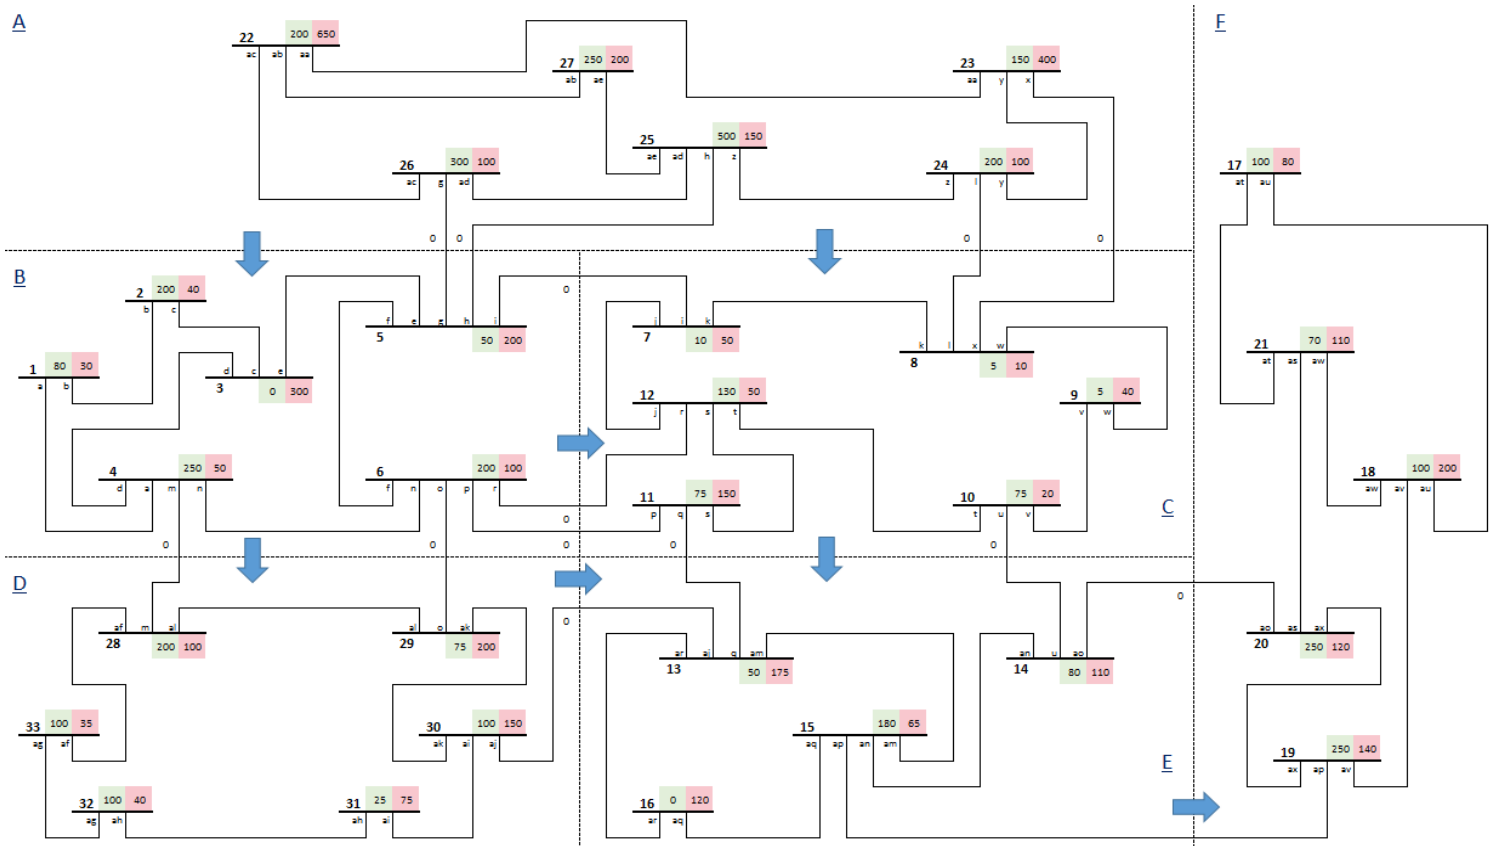 A
F
22 200 650
ac ab aa
27 250 200
ab ae
23 150 400
aa y x
25 500 150
ae ad h z
26 300 100
ac g ad
24 200 100
z l y
17 100 80
at au
0 0 0 0
B
2 200 40
b c
0
f e g h i
5
50 200
j i k
7
10 50
k l x w
8
5 10
21 70 110
at as aw
1 80 30
a b
d c e
3
0 300
12 130 50
j r s t
9 5 40
v w
4 250 50
d a m n
6 200 100
f n o p r
11 75 150
p q s
10 75 20
t u v
C
18 100 200
aw av au
0
0 0 0 0 0
D
0
0
af m al
28
200 100
al o ak
29
75 200
ar aj q am
13
50 175
an u ao
14
80 110
ao as ax
20
250 120
33 100 35
ag af
30 100 150
ak ai aj
15 180 65
aq ap an am
19 250 140
ax ap av
E
32 100 40
ag ah
31 25 75
ah ai
16 0 120
ar aq